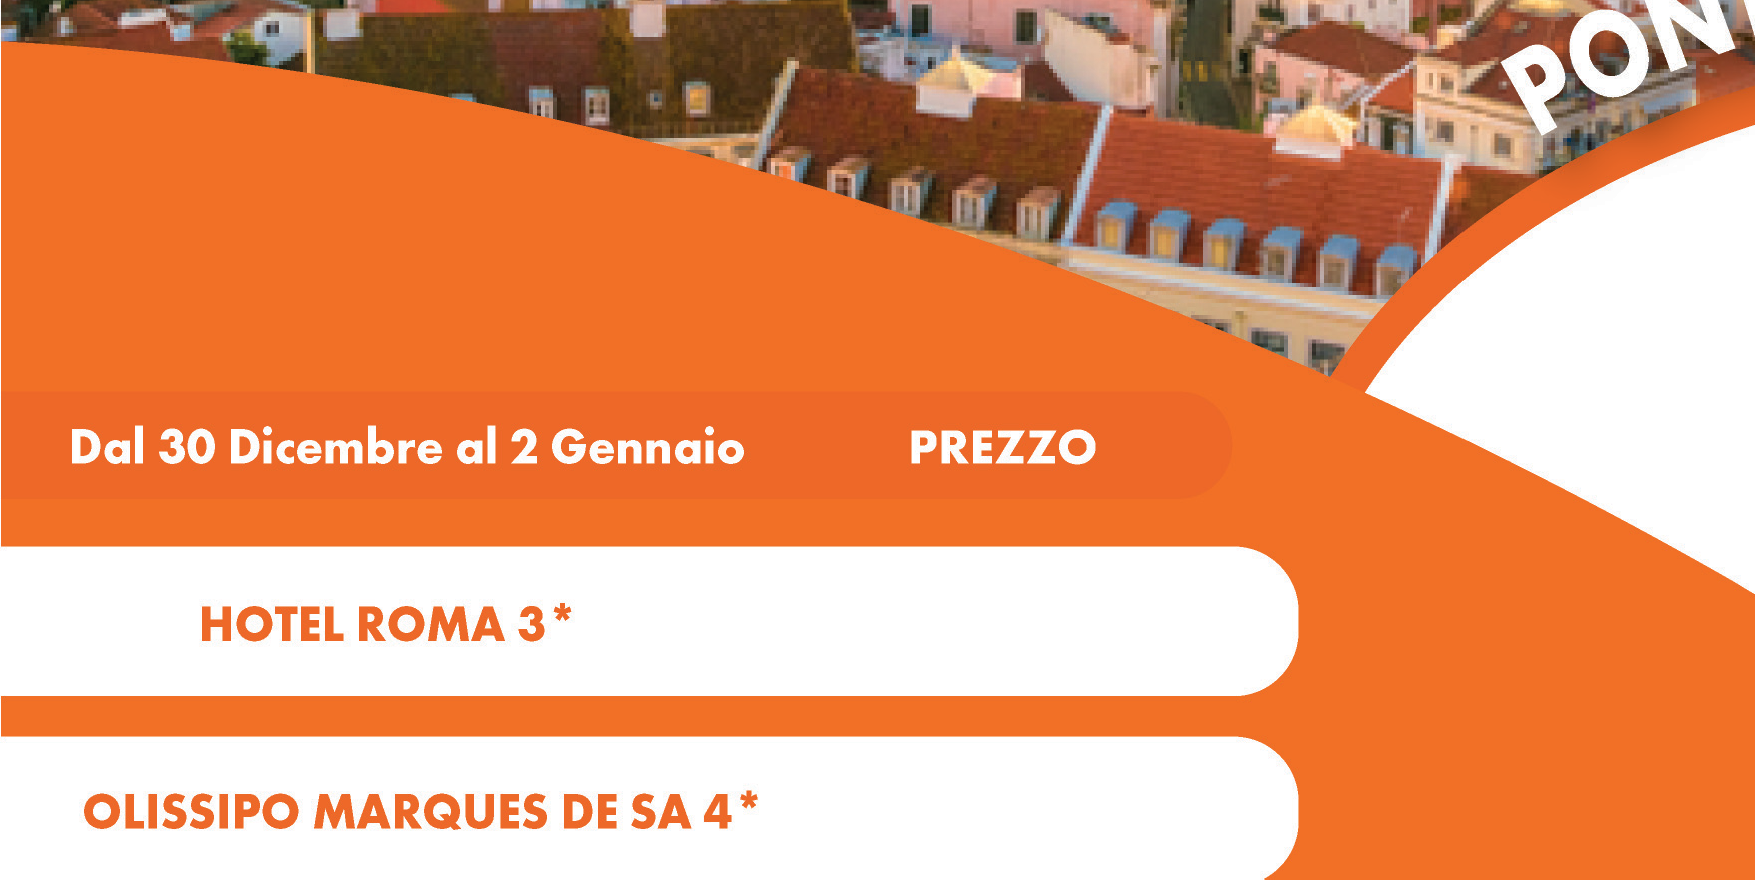 PON
Dal 30 Dicembre al 2 Gennaio PREZZO
HOTEL ROMA 3*
OLISSIPO MARQUES DE SA 4*